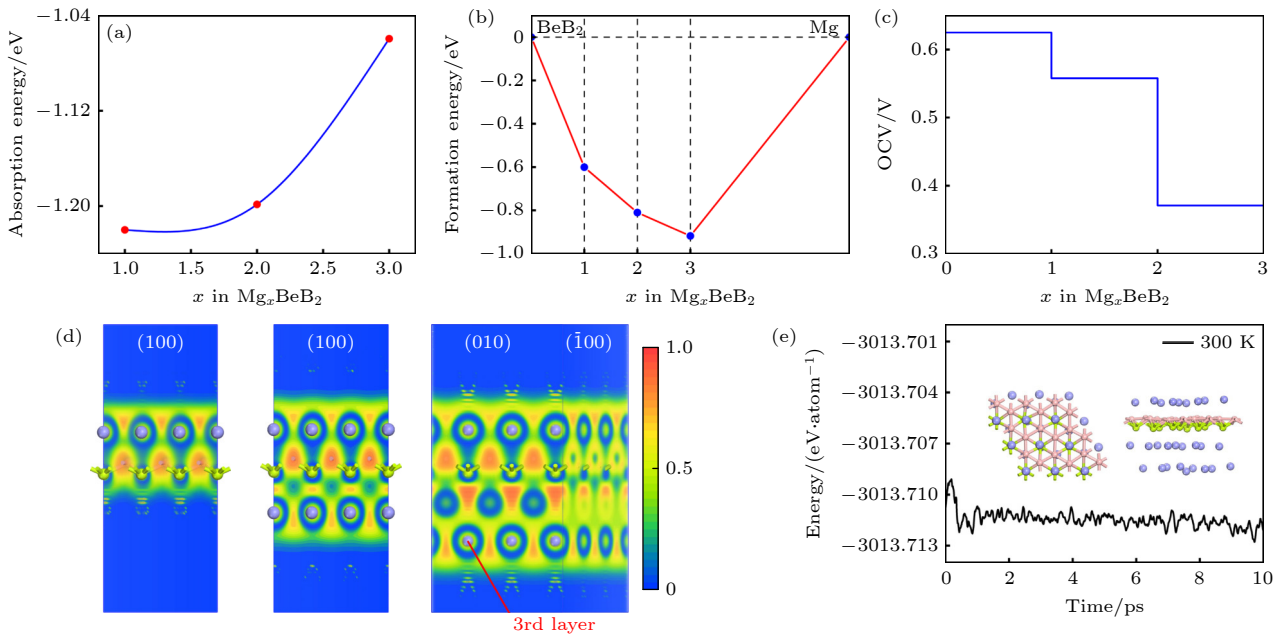 (a)
Absorption energy/eV
−1.04
−1.12
−1.20
1.0 1.5 2.0 2.5 3.0
x in MgₓBeB₂
(b)
BeB₂ Mg
Formation energy/eV
0
−0.2
−0.4
−0.6
−0.8
−1.0
1 2 3
x in MgₓBeB₂
(c)
OCV/V
0.6
0.5
0.4
0.3
0 1 2 3
x in MgₓBeB₂
(d)
(100) (100) (010) (1̄00)
1.0
0.5
0
3rd layer
(e)
300 K
Energy/(eV·atom⁻¹)
−3013.701
−3013.704
−3013.707
−3013.710
−3013.713
0 2 4 6 8 10
Time/ps